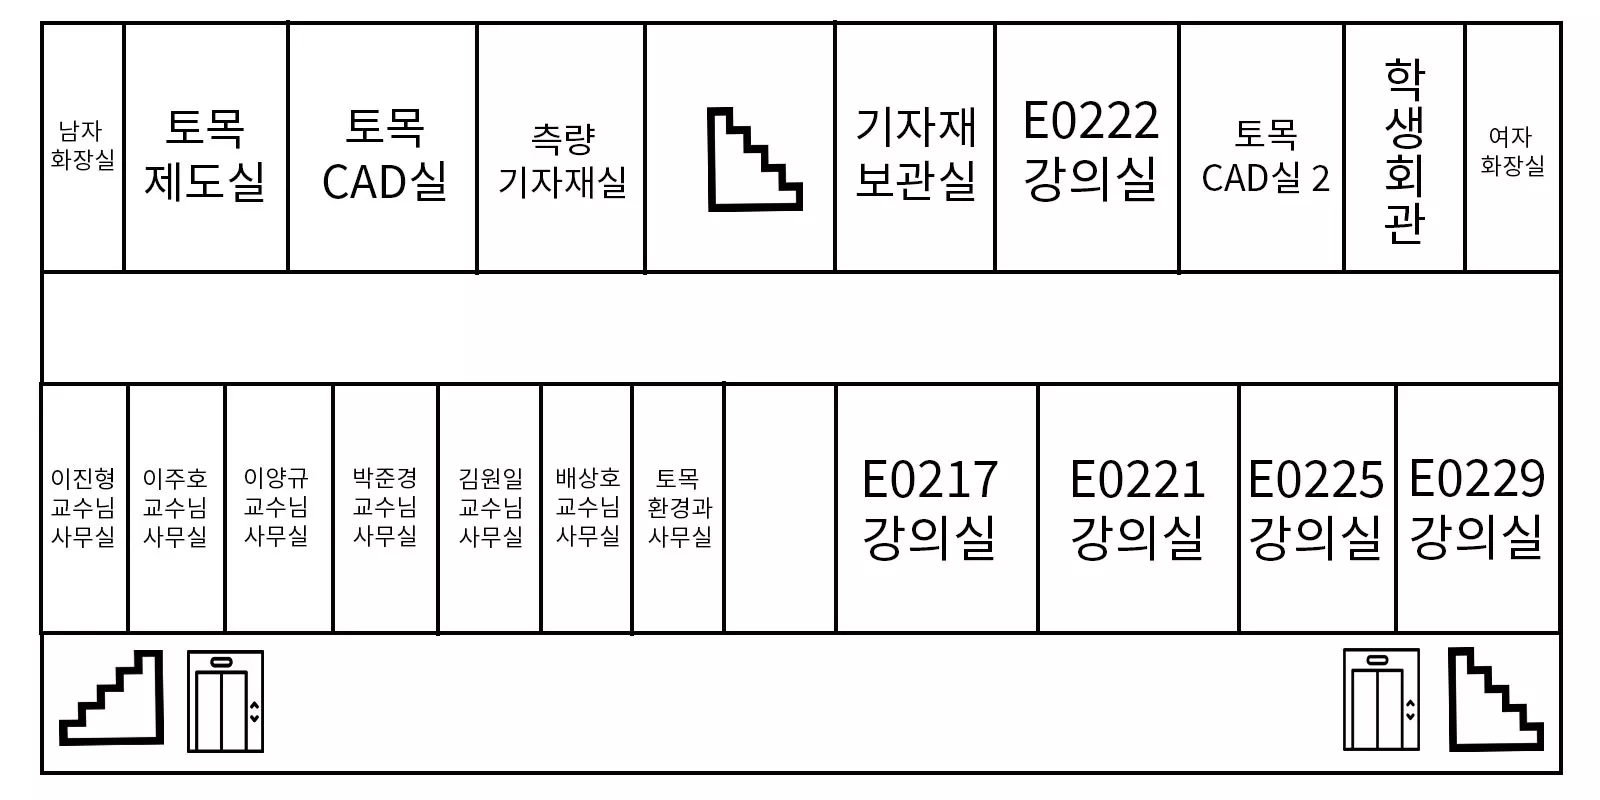 남자
화장실
토목
제도실
토목
CAD실
측량
기자재실
기자재
보관실
E0222
강의실
토목
CAD실 2
학
생
회
관
여자
화장실
이진형
교수님
사무실
이주호
교수님
사무실
이양규
교수님
사무실
박준경
교수님
사무실
김원일
교수님
사무실
배상호
교수님
사무실
토목
환경과
사무실
E0217
강의실
E0221
강의실
E0225
강의실
E0229
강의실